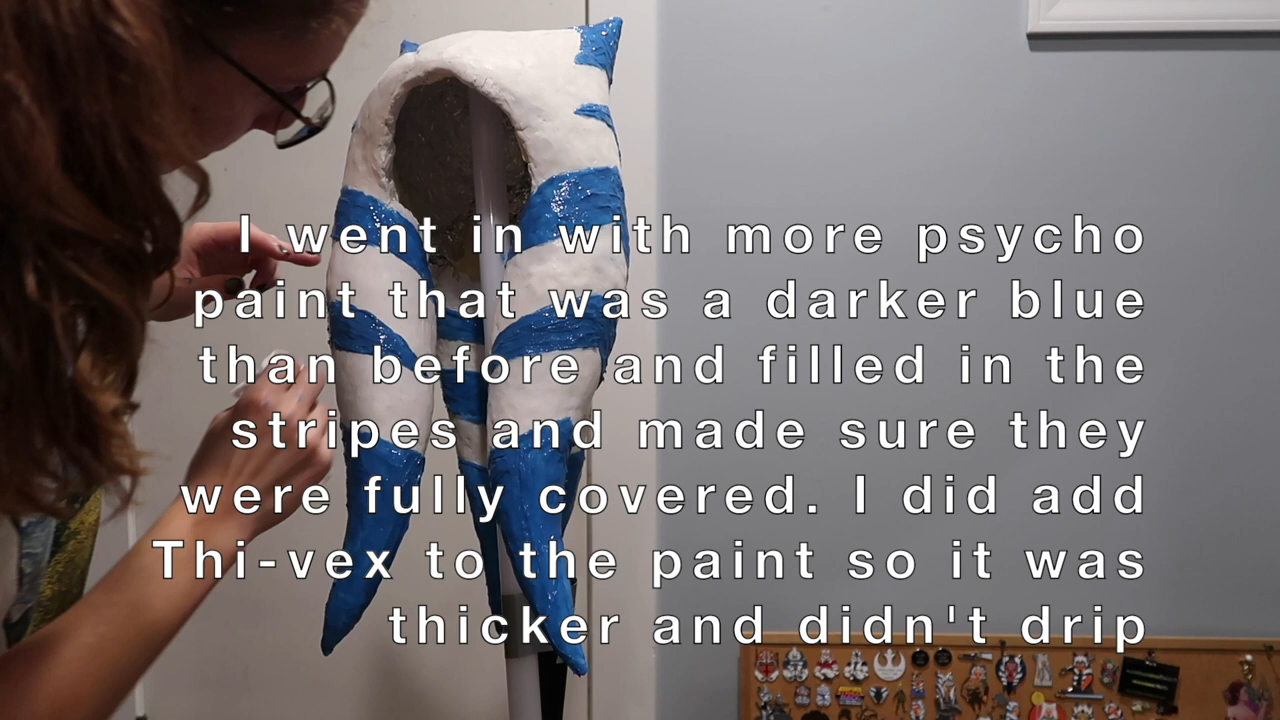 I went in with more psycho
paint that was a darker blue
than before and filled in the
stripes and made sure they
were fully covered. I did add
Thi-vex to the paint so it was
thicker and didn't drip